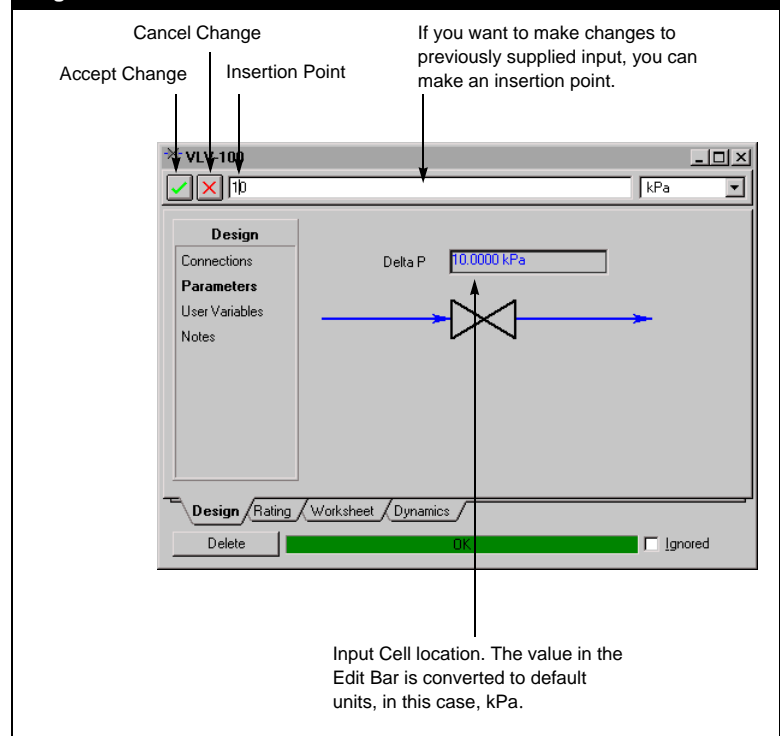 Cancel Change
If you want to make changes to
previously supplied input, you can
make an insertion point.
Accept Change
Insertion Point
VLV-100
10
kPa
Design
Connections
Parameters
User Variables
Notes
Delta P
10.0000 kPa
Design
Rating
Worksheet
Dynamics
Delete
OK
Ignored
Input Cell location. The value in the
Edit Bar is converted to default
units, in this case, kPa.